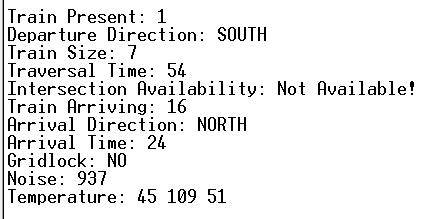 Train Present: 1
Departure Direction: SOUTH
Train Size: 7
Traversal Time: 54
Intersection Availability: Not Available!
Train Arriving: 16
Arrival Direction: NORTH
Arrival Time: 24
Gridlock: NO
Noise: 937
Temperature: 45 109 51